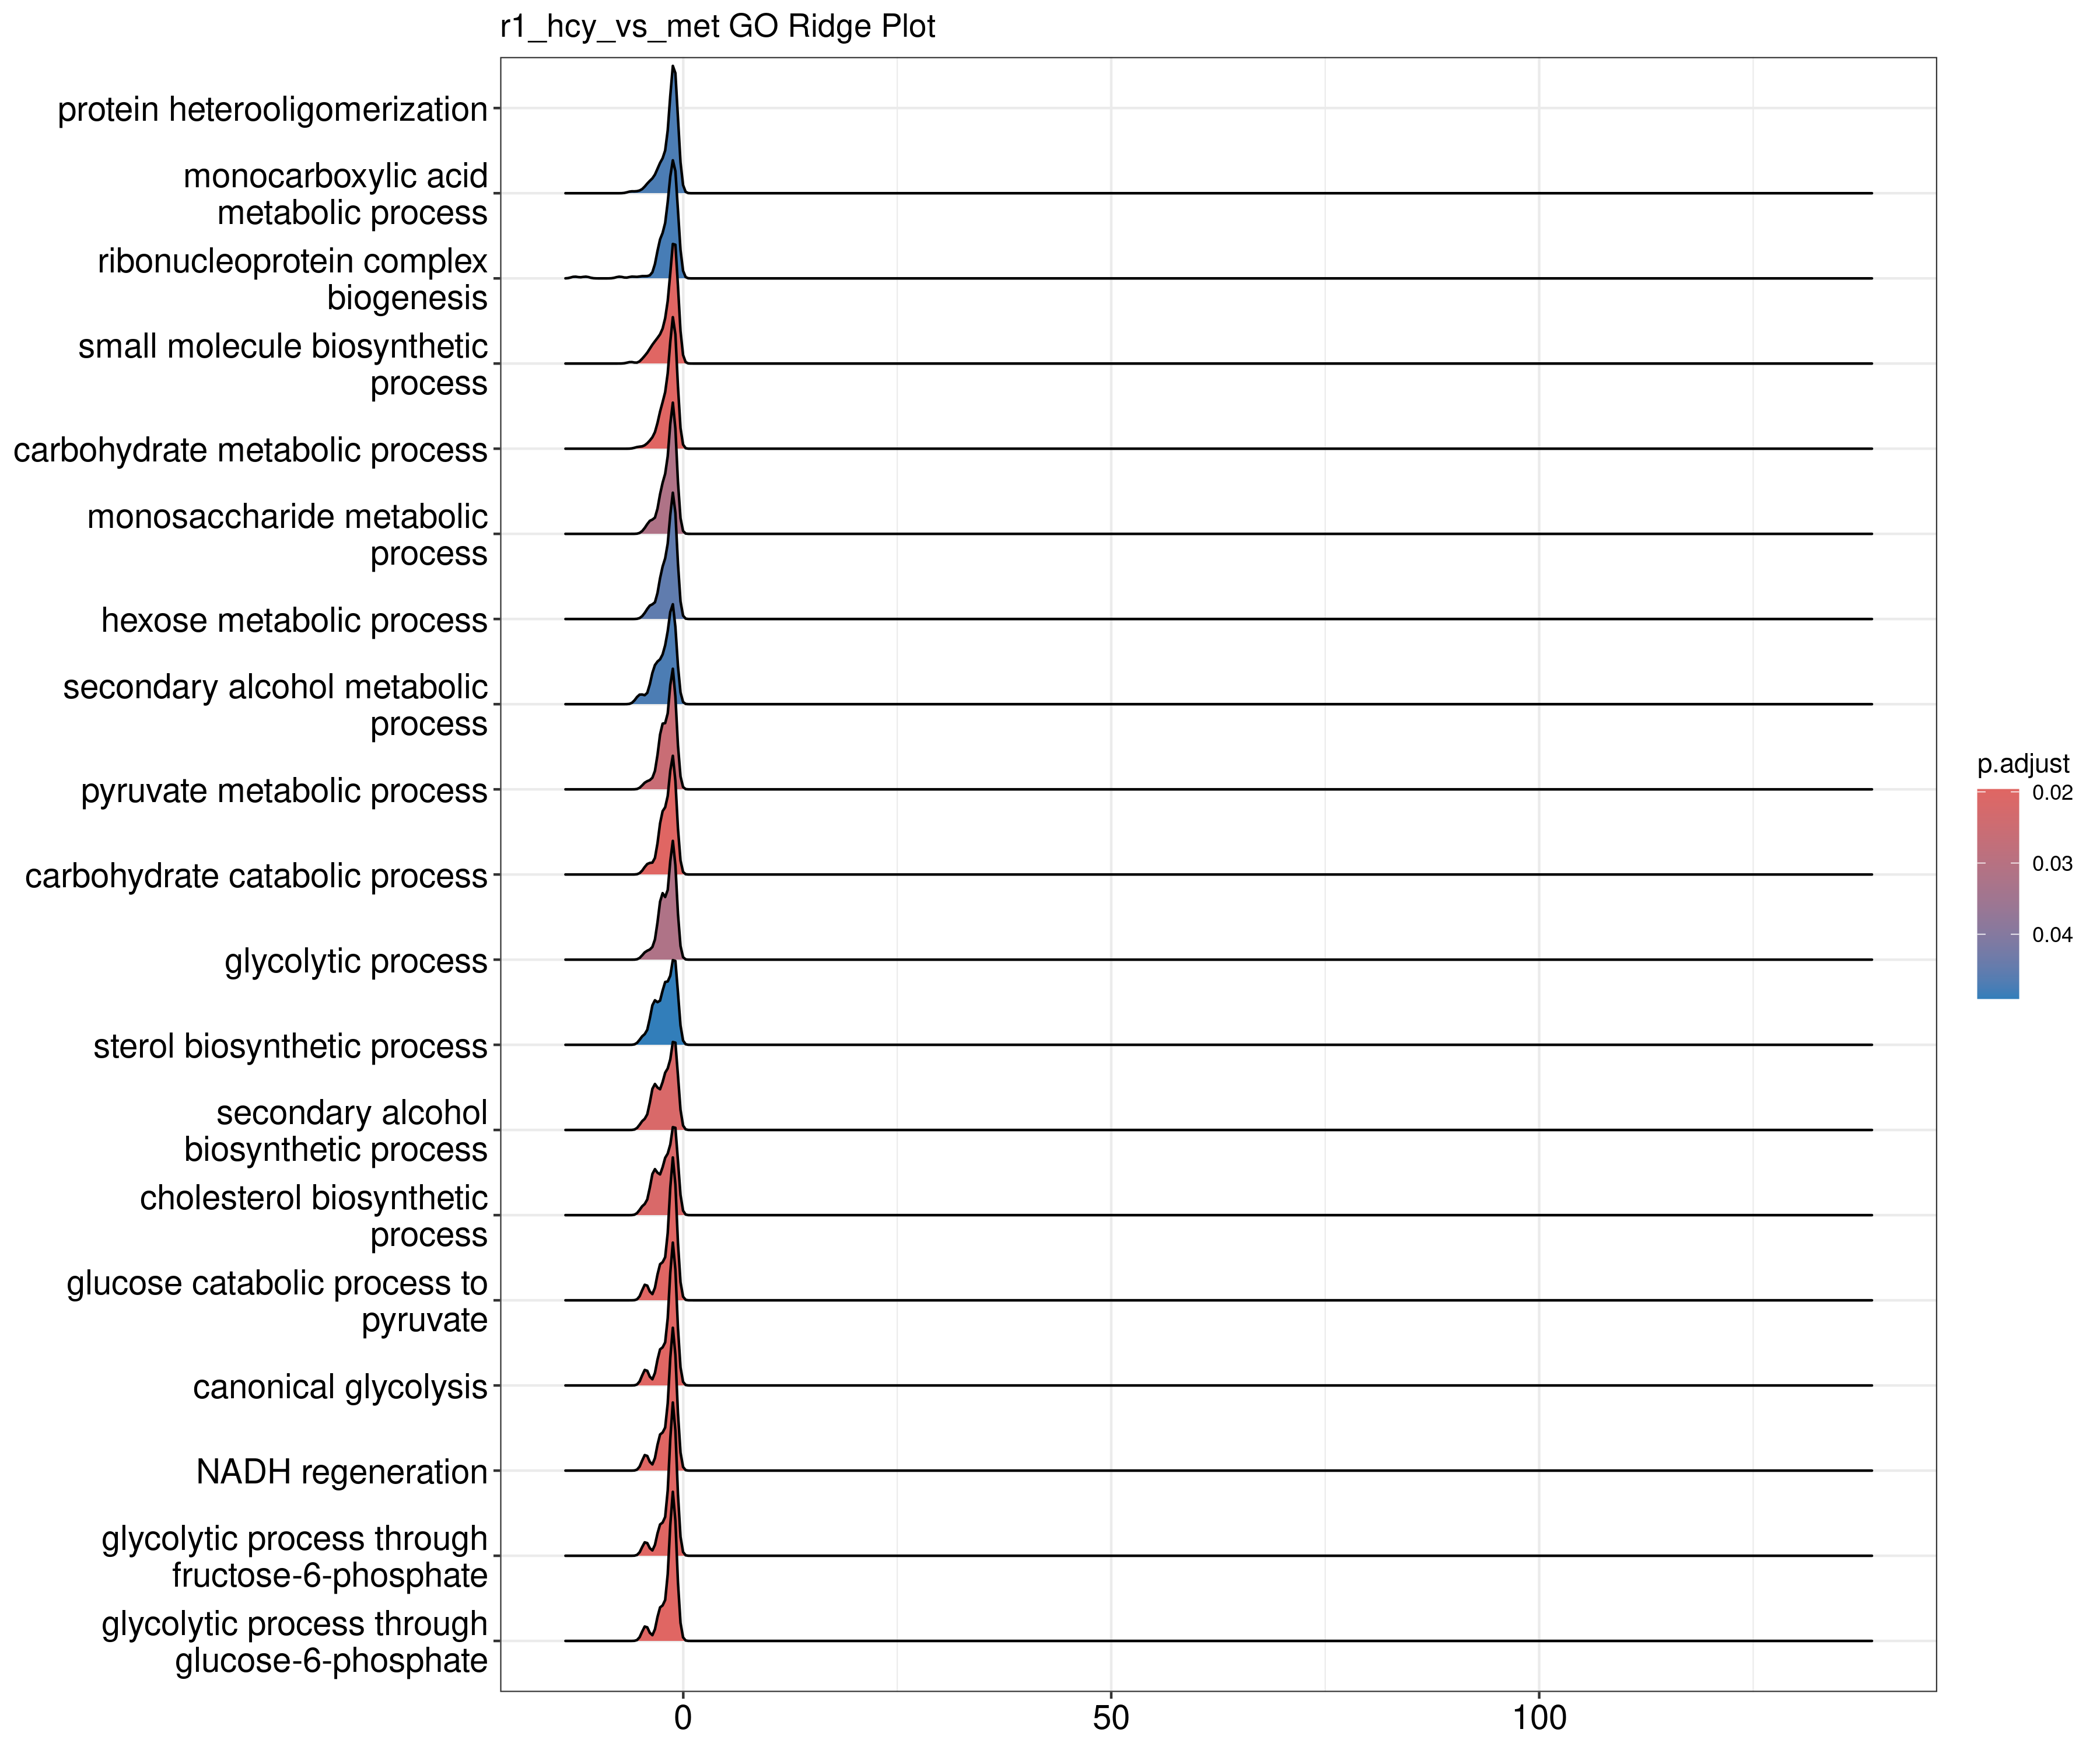 r1_hcy_vs_met GO Ridge Plot
protein heterooligomerization
monocarboxylic acid
metabolic process
ribonucleoprotein complex
biogenesis
small molecule biosynthetic
process
carbohydrate metabolic process
monosaccharide metabolic
process
hexose metabolic process
secondary alcohol metabolic
process
pyruvate metabolic process
carbohydrate catabolic process
glycolytic process
sterol biosynthetic process
secondary alcohol
biosynthetic process
cholesterol biosynthetic
process
glucose catabolic process to
pyruvate
canonical glycolysis
NADH regeneration
glycolytic process through
fructose-6-phosphate
glycolytic process through
glucose-6-phosphate
0 50 100
p.adjust
0.02
0.03
0.04